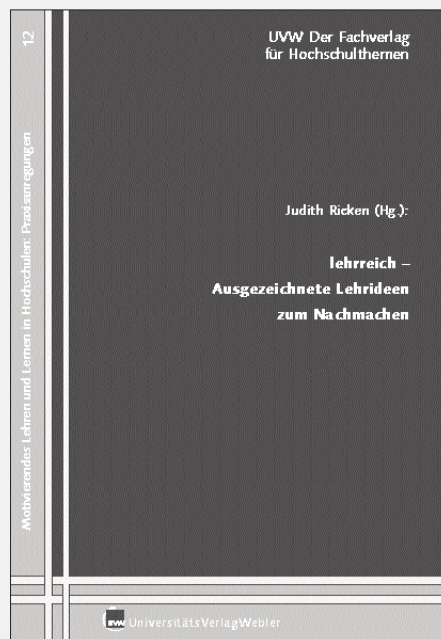 12
Motivierendes Lehren und Lernen in Hochschulen: Praxisanregungen
UVW Der Fachverlag
für Hochschulthemen
Judith Ricken (Hg.):
lehrreich –
Ausgezeichnete Lehrideen
zum Nachmachen
UVW UniversitätsVerlagWebler